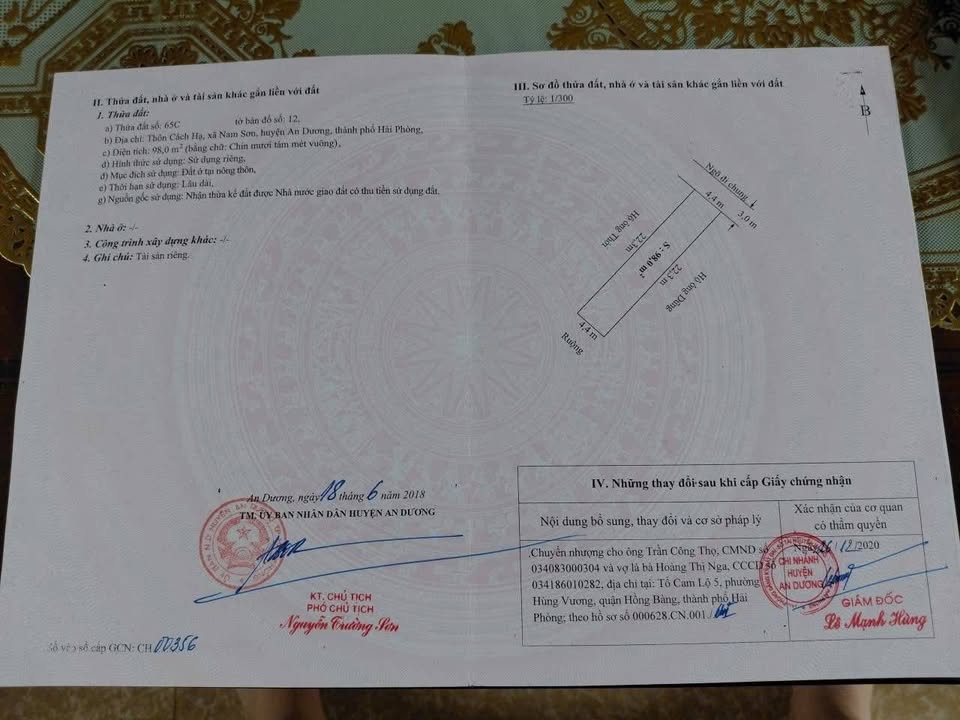 II. Thửa đất, nhà ở và tài sản khác gắn liền với đất
1. Thửa đất:
a) Thửa đất số: 65C tờ bản đồ số: 12,
b) Địa chỉ: Thôn Cách Hạ, xã Nam Sơn, huyện An Dương, thành phố Hải Phòng,
c) Diện tích: 98,0 m² (bằng chữ: Chín mươi tám mét vuông),
d) Hình thức sử dụng: Sử dụng riêng,
đ) Mục đích sử dụng: Đất ở tại nông thôn,
e) Thời hạn sử dụng: Lâu dài,
g) Nguồn gốc sử dụng: Nhận thừa kế đất được Nhà nước giao đất có thu tiền sử dụng đất.
2. Nhà ở: -/-
3. Công trình xây dựng khác: -/-
4. Ghi chú: Tài sản riêng.
An Dương, ngày 18 tháng 6 năm 2018
TM. ỦY BAN NHÂN DÂN HUYỆN AN DƯƠNG
KT. CHỦ TỊCH
PHÓ CHỦ TỊCH
Nguyễn Trường Sơn
Số vào sổ cấp GCN: CH 00356
III. Sơ đồ thửa đất, nhà ở và tài sản khác gắn liền với đất
Tỷ lệ: 1/300
B
Ngõ đi chung
4,4 m
3,0 m
Hộ ông Thới
22,3m
S : 98,0 m²
22,3 m
Hộ ông Dũng
4,4 m
Ruộng
IV. Những thay đổi sau khi cấp Giấy chứng nhận
Nội dung bổ sung, thay đổi và cơ sở pháp lý
Xác nhận của cơ quan
có thẩm quyền
Chuyển nhượng cho ông Trần Công Thọ, CMND số
034083000304 và vợ là bà Hoàng Thị Nga, CCCD
034186010282, địa chỉ tại: Tổ Cam Lộ 5, phường
Hùng Vương, quận Hồng Bàng, thành phố Hải
Phòng; theo hồ sơ số 000628.CN.001./
Ngày 16 /12/2020
CHI NHÁNH
HUYỆN
AN DƯƠNG
GIÁM ĐỐC
Lê Mạnh Hùng